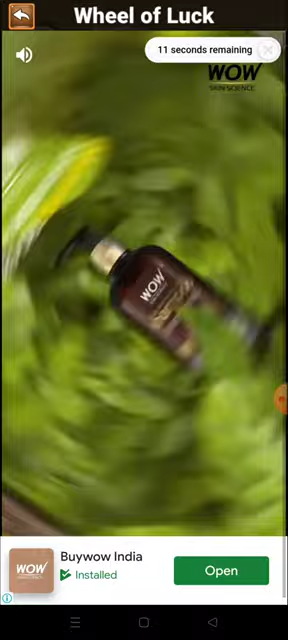 Wheel of Luck
11 seconds remaining
WOW
SKIN SCIENCE
WOW
WOW
Buywow India
Installed
Open